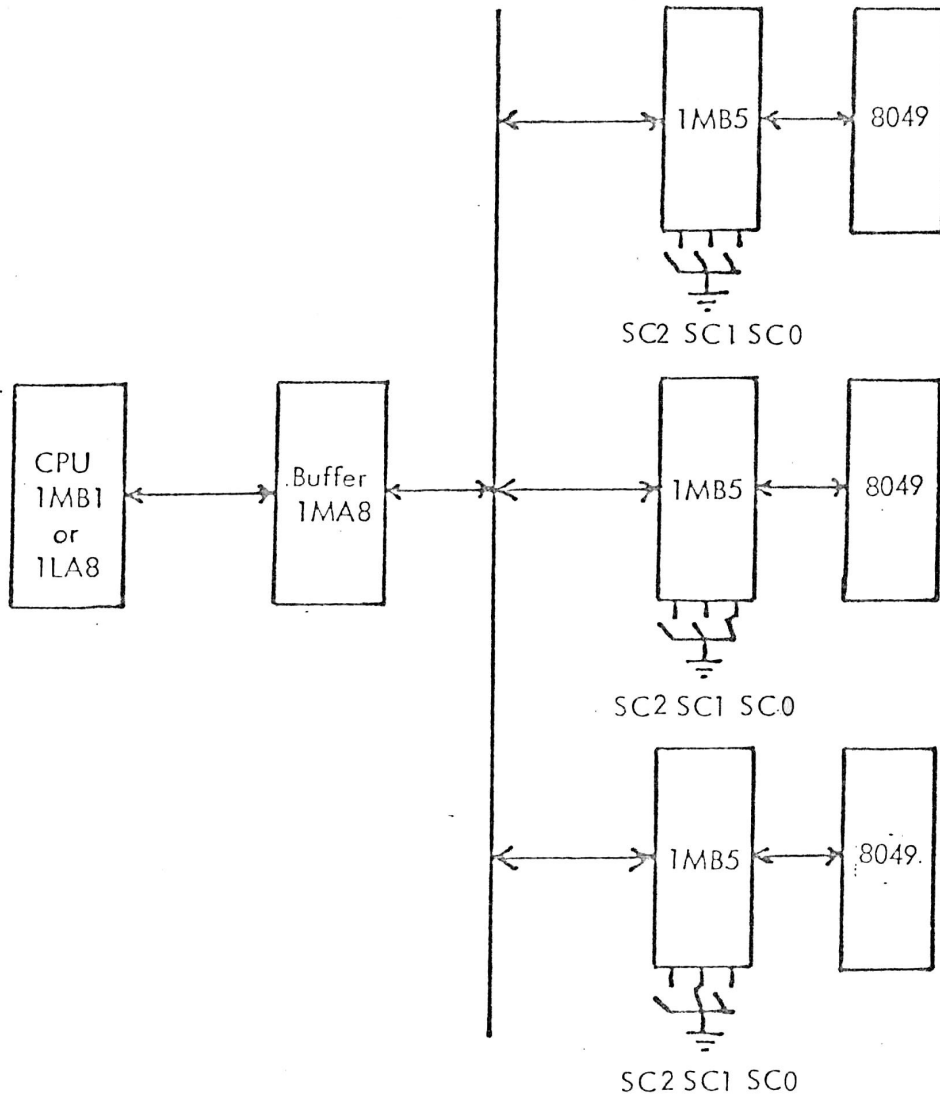 1MB5
8049
SC2 SC1 SC0
CPU
1MB1
or
1LA8
Buffer
1MA8
1MB5
8049
SC2 SC1 SC0
1MB5
8049
SC2 SC1 SC0